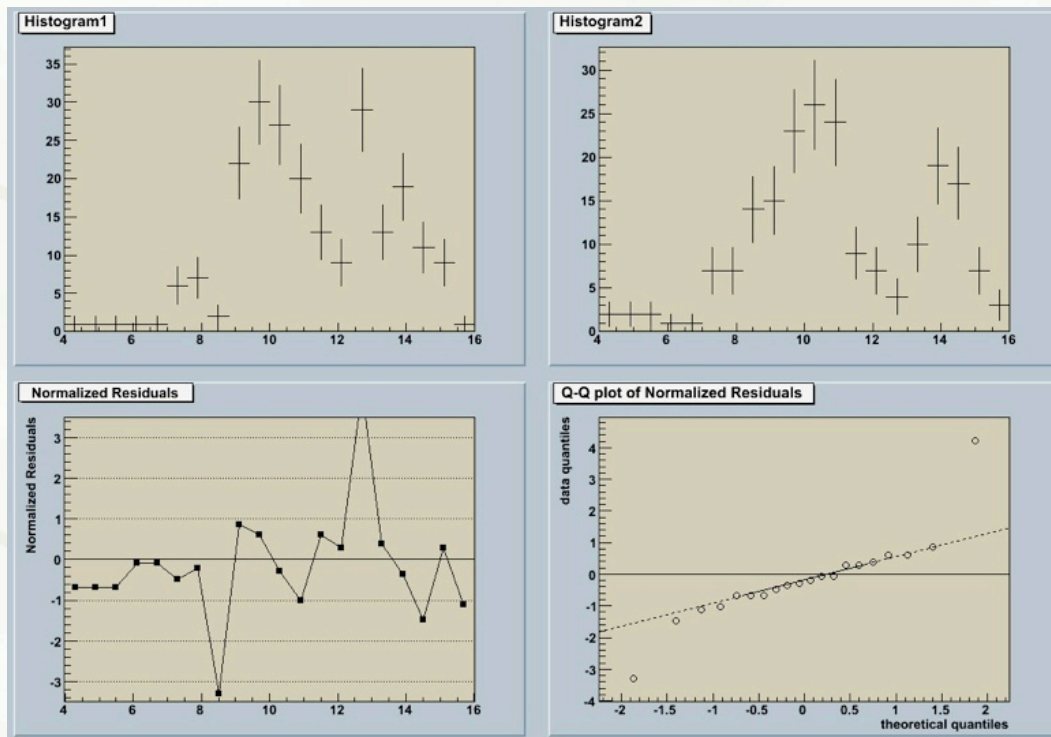 Histogram1
35
30
25
20
15
10
5
0
4 6 8 10 12 14 16
Histogram2
30
25
20
15
10
5
0
4 6 8 10 12 14 16
Normalized Residuals
Normalized Residuals
3
2
1
0
-1
-2
-3
4 6 8 10 12 14 16
Q-Q plot of Normalized Residuals
data quantiles
4
3
2
1
0
-1
-2
-3
-4
-2 -1.5 -1 -0.5 0 0.5 1 1.5 2
theoretical quantiles